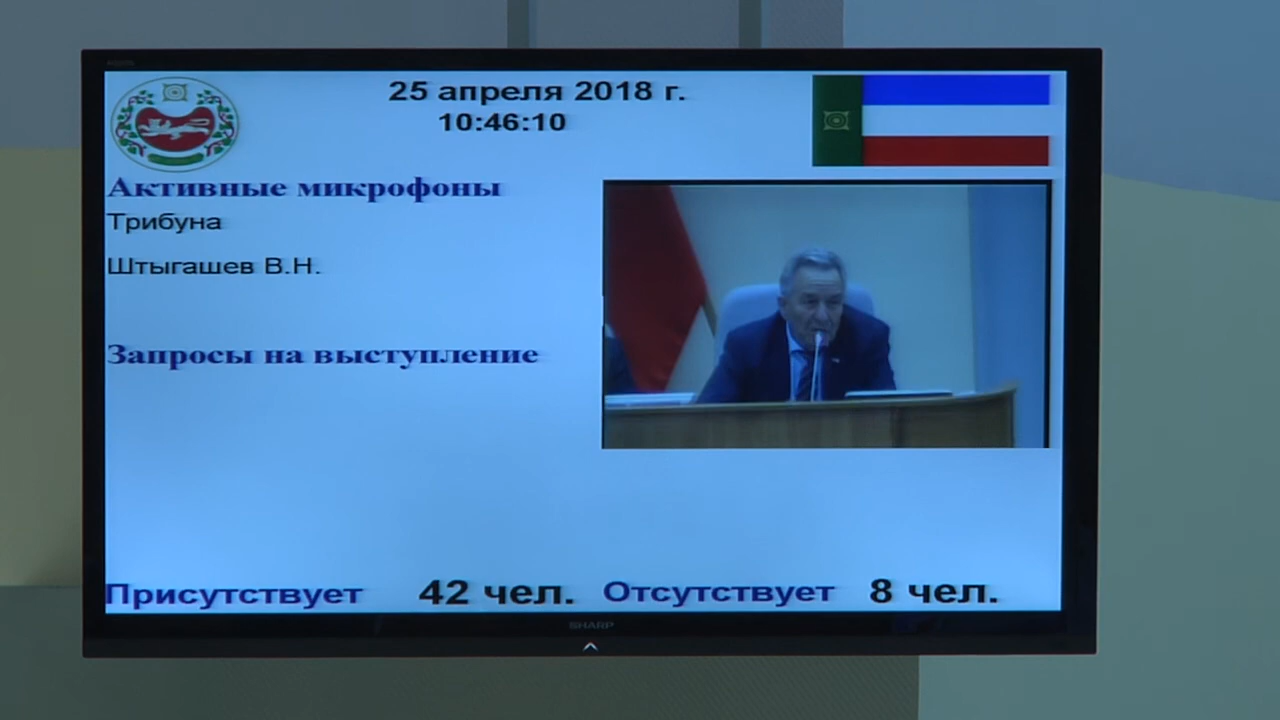 25 апреля 2018 г.
10:46:10
Активные микрофоны
Трибуна
Штыгашев В.Н.
Запросы на выступление
Присутствует 42 чел. Отсутствует 8 чел.
SHARP